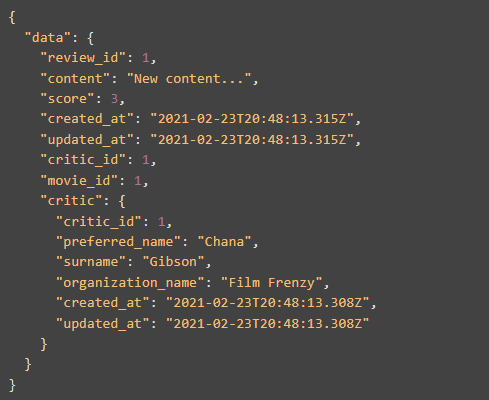 {
  "data": {
    "review_id": 1,
    "content": "New content...",
    "score": 3,
    "created_at": "2021-02-23T20:48:13.315Z",
    "updated_at": "2021-02-23T20:48:13.315Z",
    "critic_id": 1,
    "movie_id": 1,
    "critic": {
      "critic_id": 1,
      "preferred_name": "Chana",
      "surname": "Gibson",
      "organization_name": "Film Frenzy",
      "created_at": "2021-02-23T20:48:13.308Z",
      "updated_at": "2021-02-23T20:48:13.308Z"
    }
  }
}